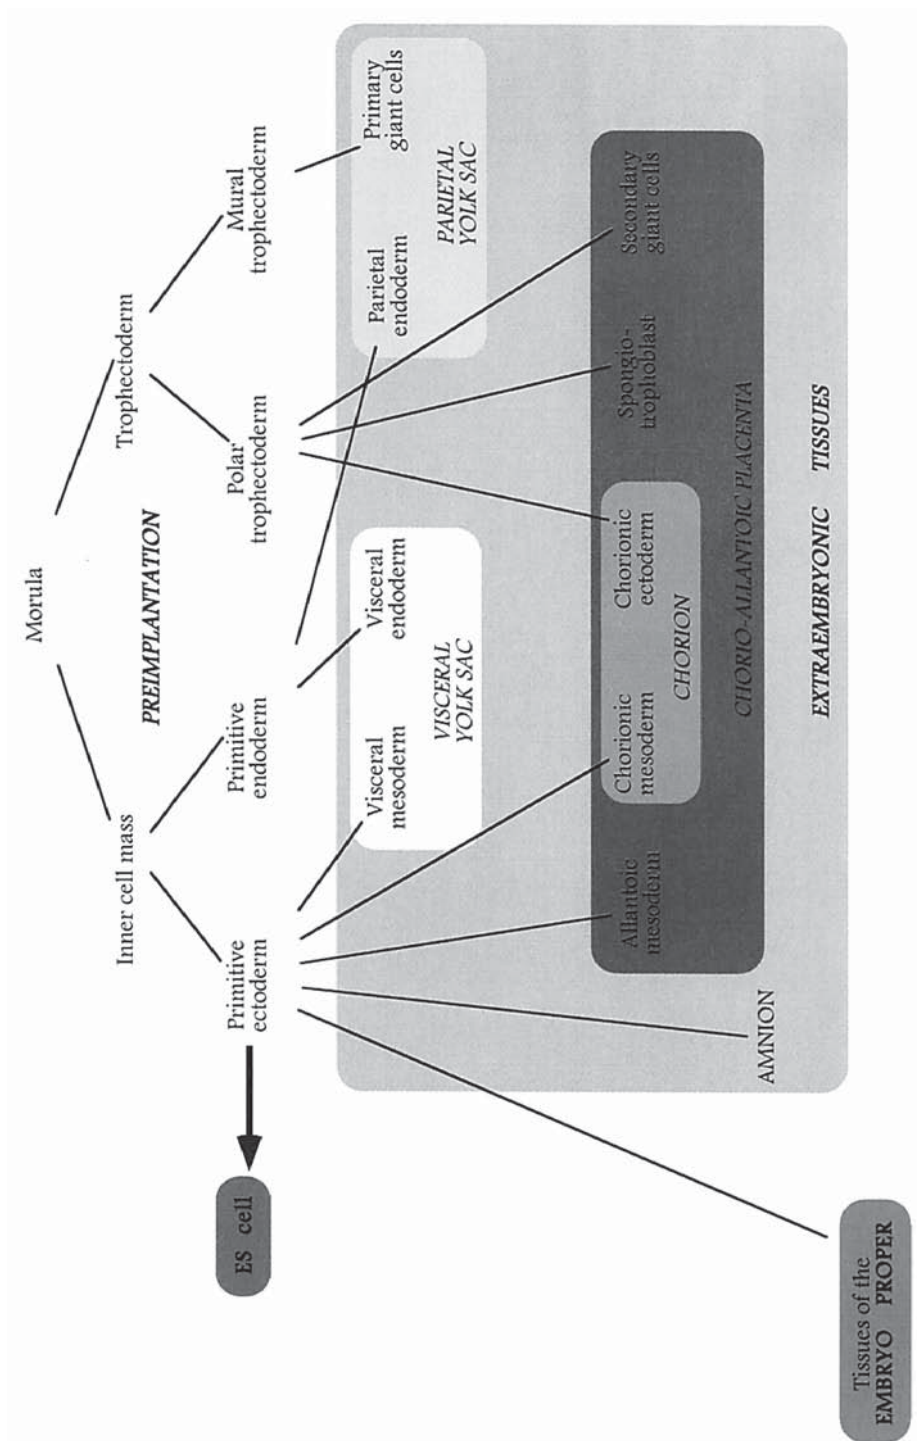 Morula
Inner cell mass
Trophectoderm
PREIMPLANTATION
ES cell
Primitive
ectoderm
Primitive
endoderm
Polar
trophectoderm
Mural
trophectoderm
Visceral
mesoderm
Visceral
endoderm
VISCERAL
YOLK SAC
Parietal
endoderm
Primary
giant cells
PARIETAL
YOLK SAC
Allantoic
mesoderm
Chorionic
mesoderm
Chorionic
ectoderm
CHORION
Spongio-
trophoblast
Secondary
giant cells
CHORIO-ALLANTOIC PLACENTA
AMNION
EXTRAEMBRYONIC TISSUES
Tissues of the
EMBRYO PROPER